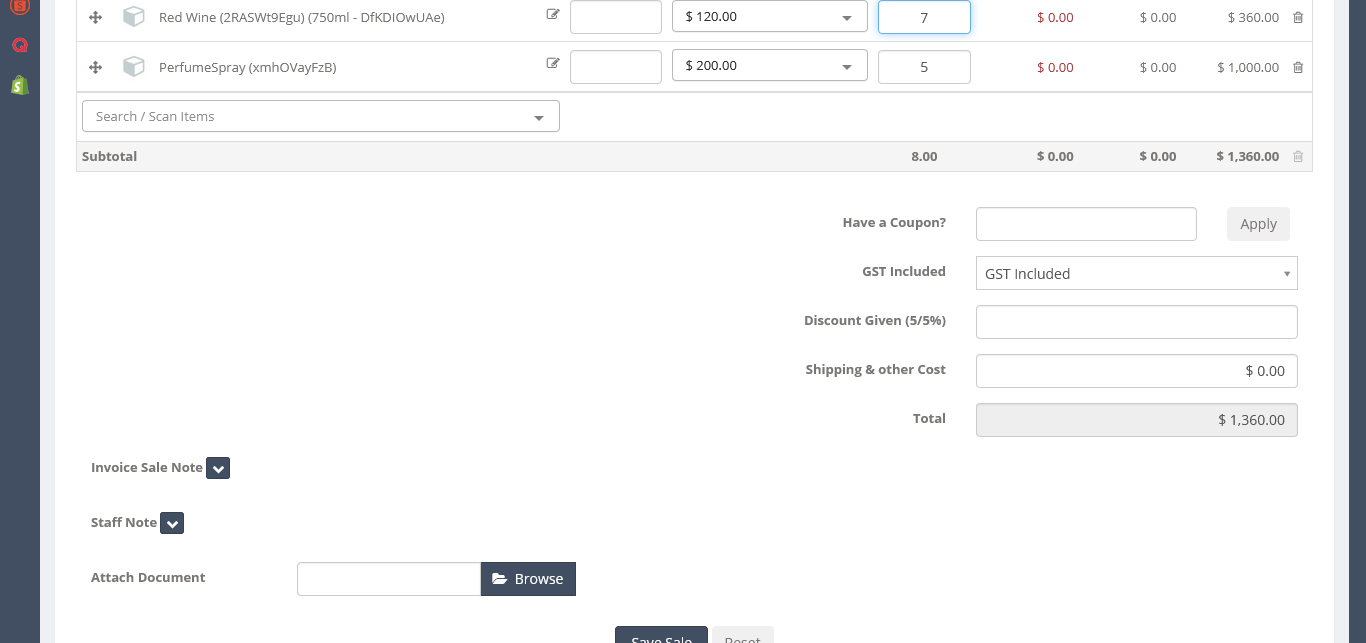 Red Wine (2RASWt9Egu) (750ml - DfKDIOwUAe) $ 120.00 7 $ 0.00 $ 0.00 $ 360.00
PerfumeSpray (xmhOVayFzB) $ 200.00 5 $ 0.00 $ 0.00 $ 1,000.00
Search / Scan Items
Subtotal 8.00 $ 0.00 $ 0.00 $ 1,360.00
Have a Coupon? Apply
GST Included GST Included
Discount Given (5/5%)
Shipping & other Cost $ 0.00
Total $ 1,360.00
Invoice Sale Note
Staff Note
Attach Document Browse
Save Sale Reset